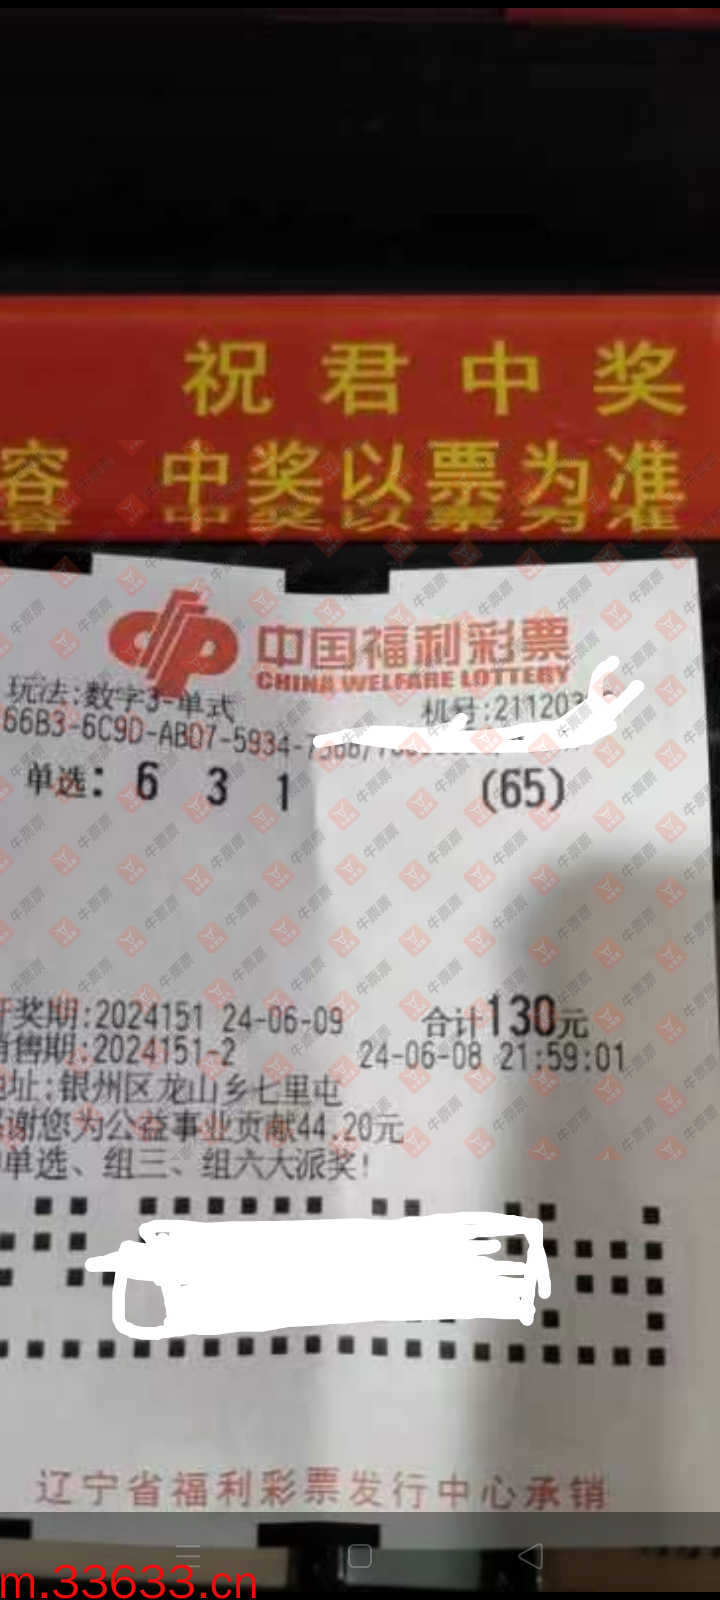 祝君中奖
容 中奖以票为准
中国福利彩票
CHINA WELFARE LOTTERY
玩法:数字3-单式
机号:211203
66B3-6C9D-AB07-5934-
单选: 6 3 1 (65)
开奖期:2024151 24-06-09 合计130元
销售期:2024151-2 24-06-08 21:59:01
地址:银州区龙山乡七里屯
感谢您为公益事业贡献44.20元
单选、组三、组六大派奖!
辽宁省福利彩票发行中心承销
m.33633.cn
牛票票